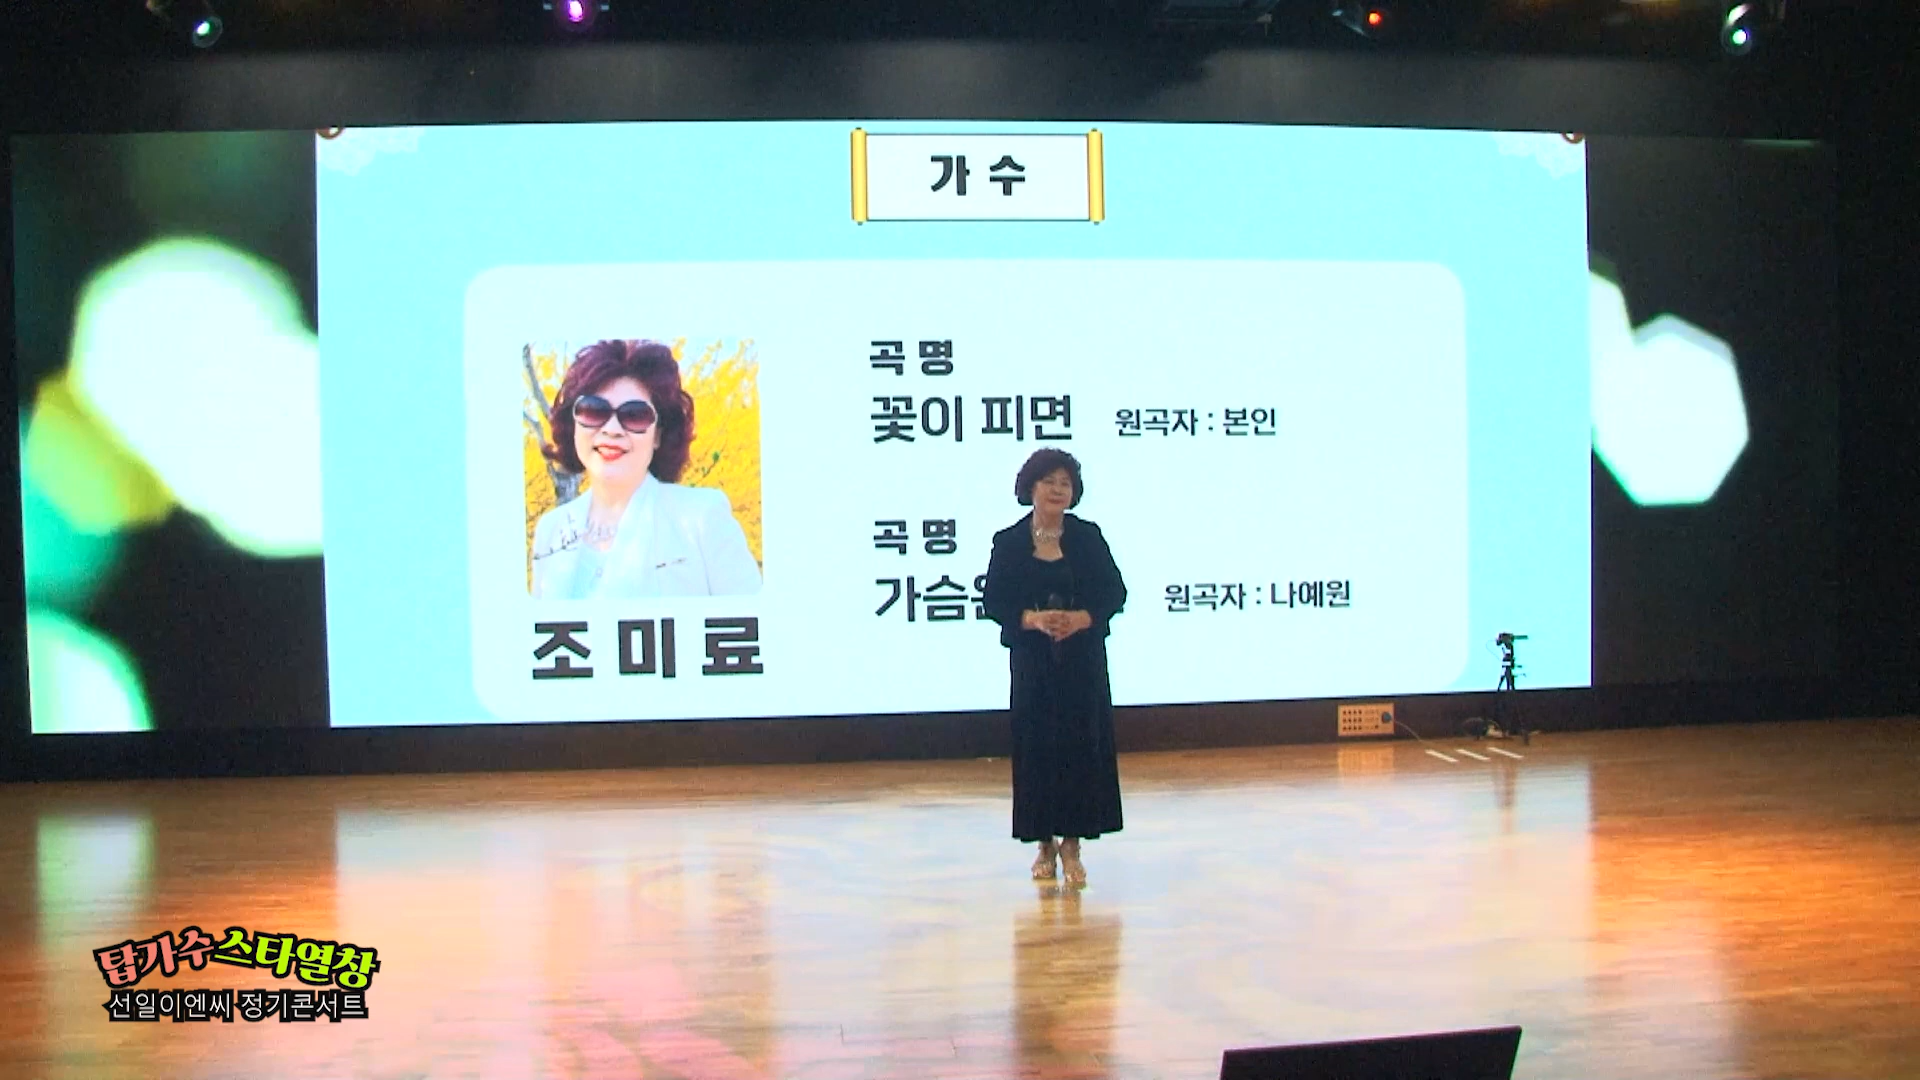 가 수
곡 명
꽃이 피면 원곡자 : 본인
곡 명
원곡자 : 나예원
조 미 료
탑가수스타열창
선일이엔씨 정기콘서트